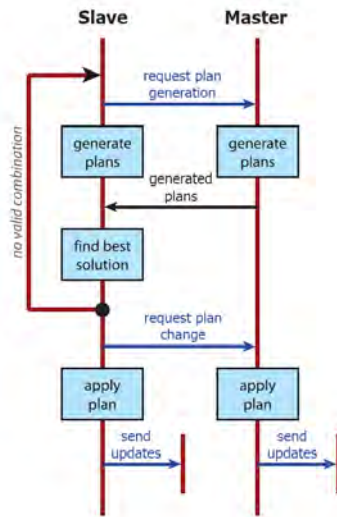 Slave
Master
request plan
generation
generate
plans
generate
plans
generated
plans
no valid combination
find best
solution
request plan
change
apply
plan
apply
plan
send
updates
send
updates